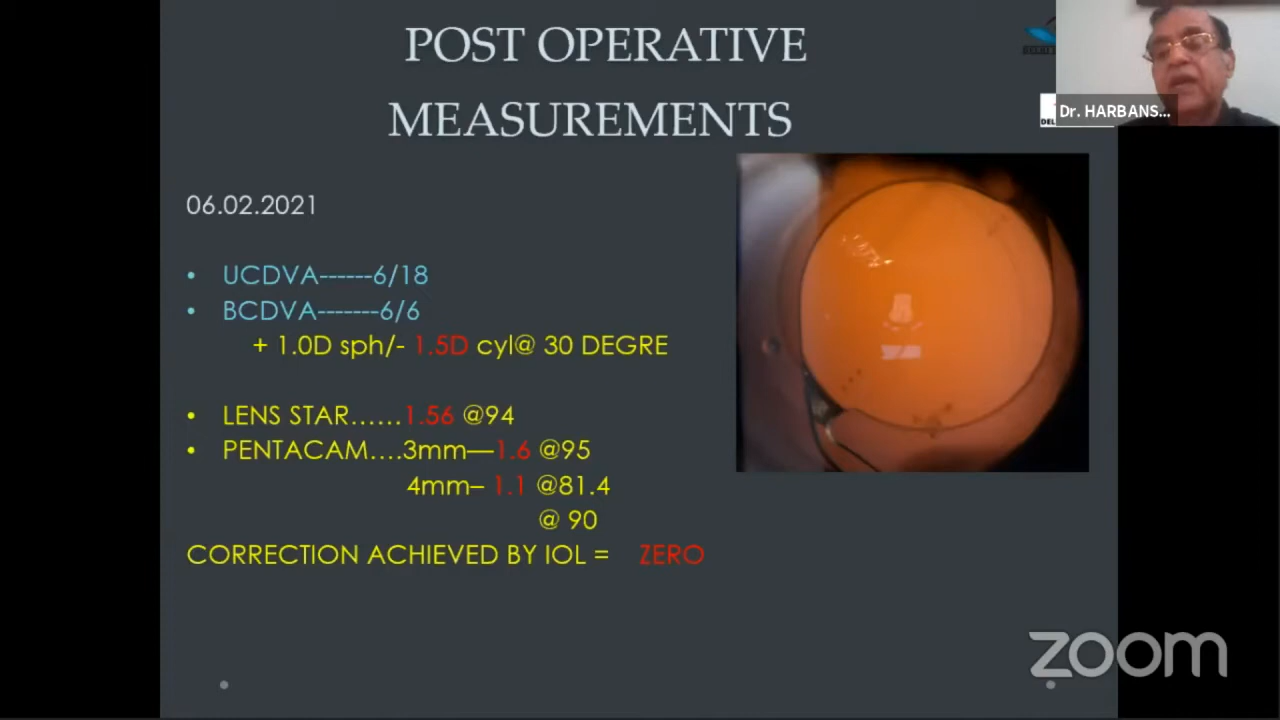 POST OPERATIVE
MEASUREMENTS
Dr. HARBANS...
06.02.2021
• UCDVA------6/18
• BCDVA-------6/6
+ 1.0D sph/- 1.5D cyl@ 30 DEGRE
• LENS STAR......1.56 @94
• PENTACAM....3mm—1.6 @95
4mm– 1.1 @81.4
@ 90
CORRECTION ACHIEVED BY IOL = ZERO
zoom